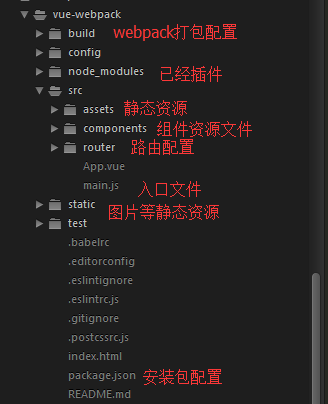 vue-webpack
build webpack打包配置
config
node_modules 已经插件
src
assets 静态资源
components 组件资源文件
router 路由配置
App.vue
main.js 入口文件
static
图片等静态资源
test
.babelrc
.editorconfig
.eslintignore
.eslintrc.js
.gitignore
.postcssrc.js
index.html
package.json 安装包配置
README.md